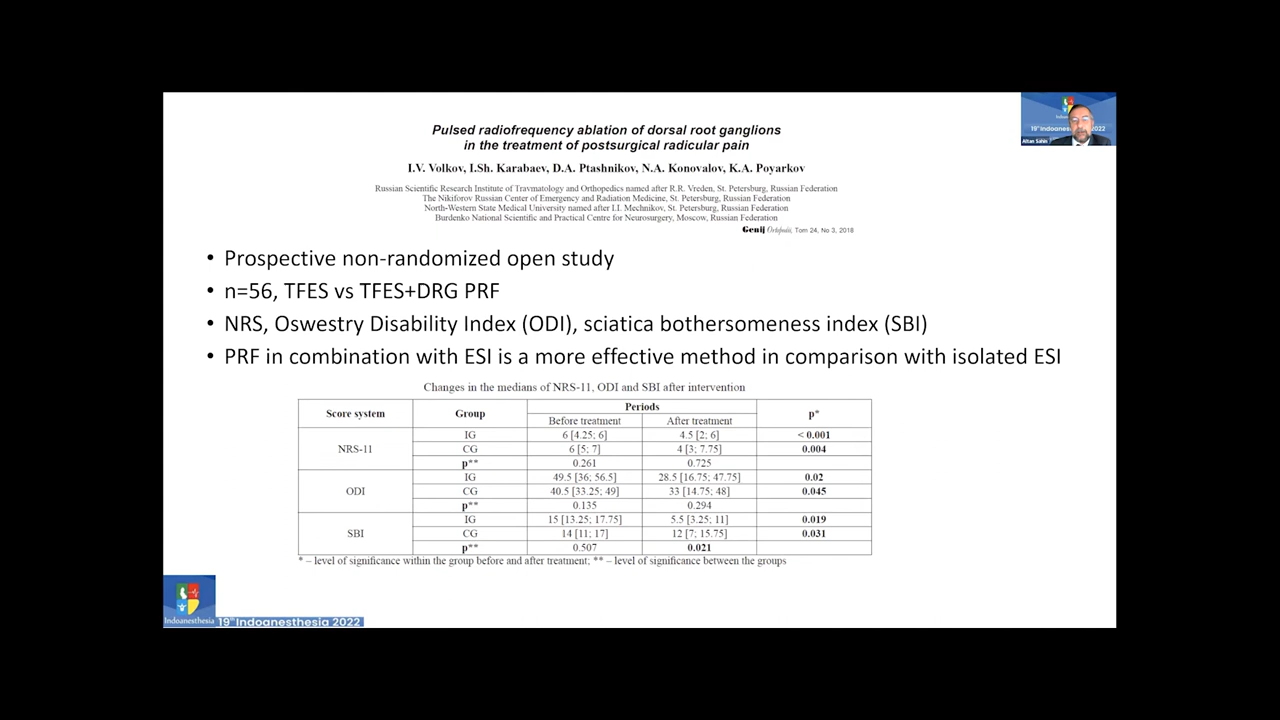 Pulsed radiofrequency ablation of dorsal root ganglions
in the treatment of postsurgical radicular pain
I.V. Volkov, I.Sh. Karabaev, D.A. Ptashnikov, N.A. Konovalov, K.A. Poyarkov
Russian Scientific Research Institute of Travmatology and Orthopedics named after R.R. Vreden, St. Petersburg, Russian Federation
The Nikiforov Russian Center of Emergency and Radiation Medicine, St. Petersburg, Russian Federation
North-Western State Medical University named after I.I. Mechnikov, St. Petersburg, Russian Federation
Burdenko National Scientific and Practical Centre for Neurosurgery, Moscow, Russian Federation
Genij Ortopedii, Tom 24, No 3, 2018
19th Indoanesthesia 2022
Altan Sahin
• Prospective non-randomized open study
• n=56, TFES vs TFES+DRG PRF
• NRS, Oswestry Disability Index (ODI), sciatica bothersomeness index (SBI)
• PRF in combination with ESI is a more effective method in comparison with isolated ESI
Changes in the medians of NRS-11, ODI and SBI after intervention
Score system Group Periods p*
Before treatment After treatment
NRS-11 IG 6 [4.25; 6] 4.5 [2; 6] < 0.001
CG 6 [5; 7] 4 [3; 7.75] 0.004
p** 0.261 0.725
ODI IG 49.5 [36; 56.5] 28.5 [16.75; 47.75] 0.02
CG 40.5 [33.25; 49] 33 [14.75; 48] 0.045
p** 0.135 0.294
SBI IG 15 [13.25; 17.75] 5.5 [3.25; 11] 0.019
CG 14 [11; 17] 12 [7; 15.75] 0.031
p** 0.507 0.021
* – level of significance within the group before and after treatment; ** – level of significance between the groups
Indoanesthesia
19th Indoanesthesia 2022